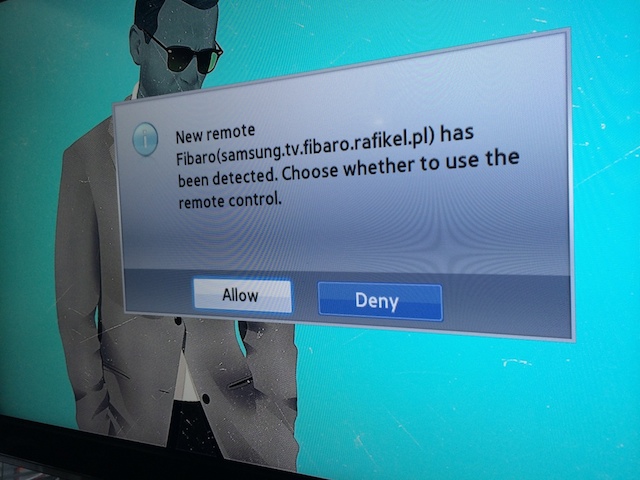 New remote
Fibaro(samsung.tv.fibaro.rafikel.pl) has
been detected. Choose whether to use the
remote control.
Allow
Deny